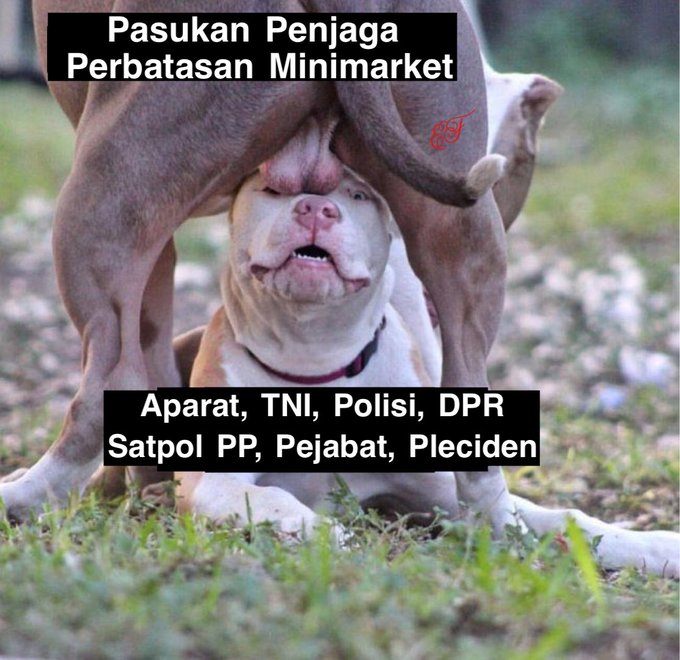 Pasukan Penjaga
Perbatasan Minimarket
Aparat, TNI, Polisi, DPR
Satpol PP, Pejabat, Pleciden